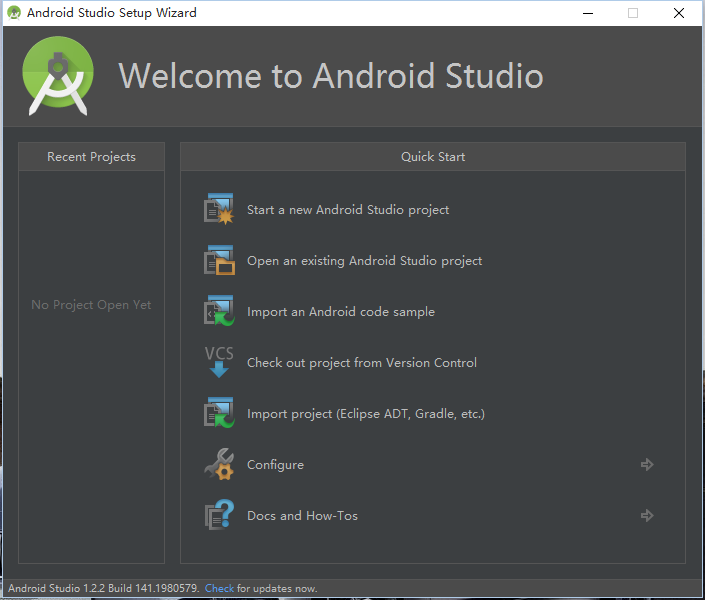 Android Studio Setup Wizard
Welcome to Android Studio
Recent Projects
No Project Open Yet
Quick Start
Start a new Android Studio project
Open an existing Android Studio project
Import an Android code sample
VCS
Check out project from Version Control
Import project (Eclipse ADT, Gradle, etc.)
Configure
Docs and How-Tos
Android Studio 1.2.2 Build 141.1980579. Check for updates now.